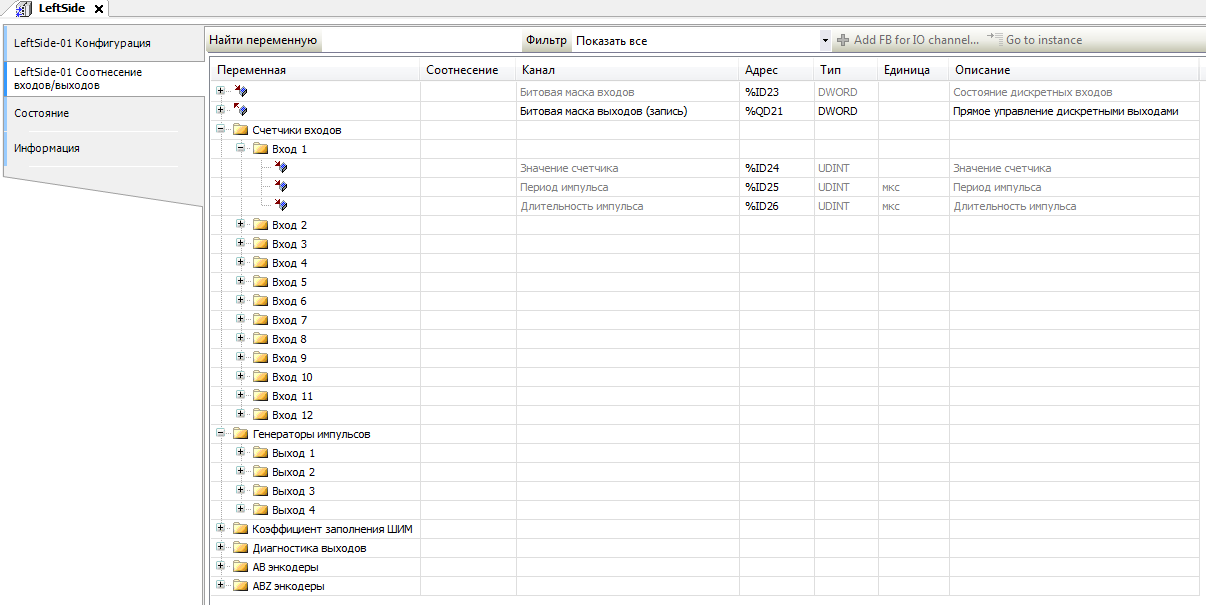 LeftSide
LeftSide-01 Конфигурация
LeftSide-01 Соотнесение
входов/выходов
Состояние
Информация
Найти переменную Фильтр Показать все Add FB for IO channel... Go to instance
Переменная Соотнесение Канал Адрес Тип Единица Описание
Битовая маска входов %ID23 DWORD Состояние дискретных входов
Битовая маска выходов (запись) %QD21 DWORD Прямое управление дискретными выходами
Счетчики входов
Вход 1
Значение счетчика %ID24 UDINT Значение счетчика
Период импульса %ID25 UDINT мкс Период импульса
Длительность импульса %ID26 UDINT мкс Длительность импульса
Вход 2
Вход 3
Вход 4
Вход 5
Вход 6
Вход 7
Вход 8
Вход 9
Вход 10
Вход 11
Вход 12
Генераторы импульсов
Выход 1
Выход 2
Выход 3
Выход 4
Коэффициент заполнения ШИМ
Диагностика выходов
AB энкодеры
ABZ энкодеры